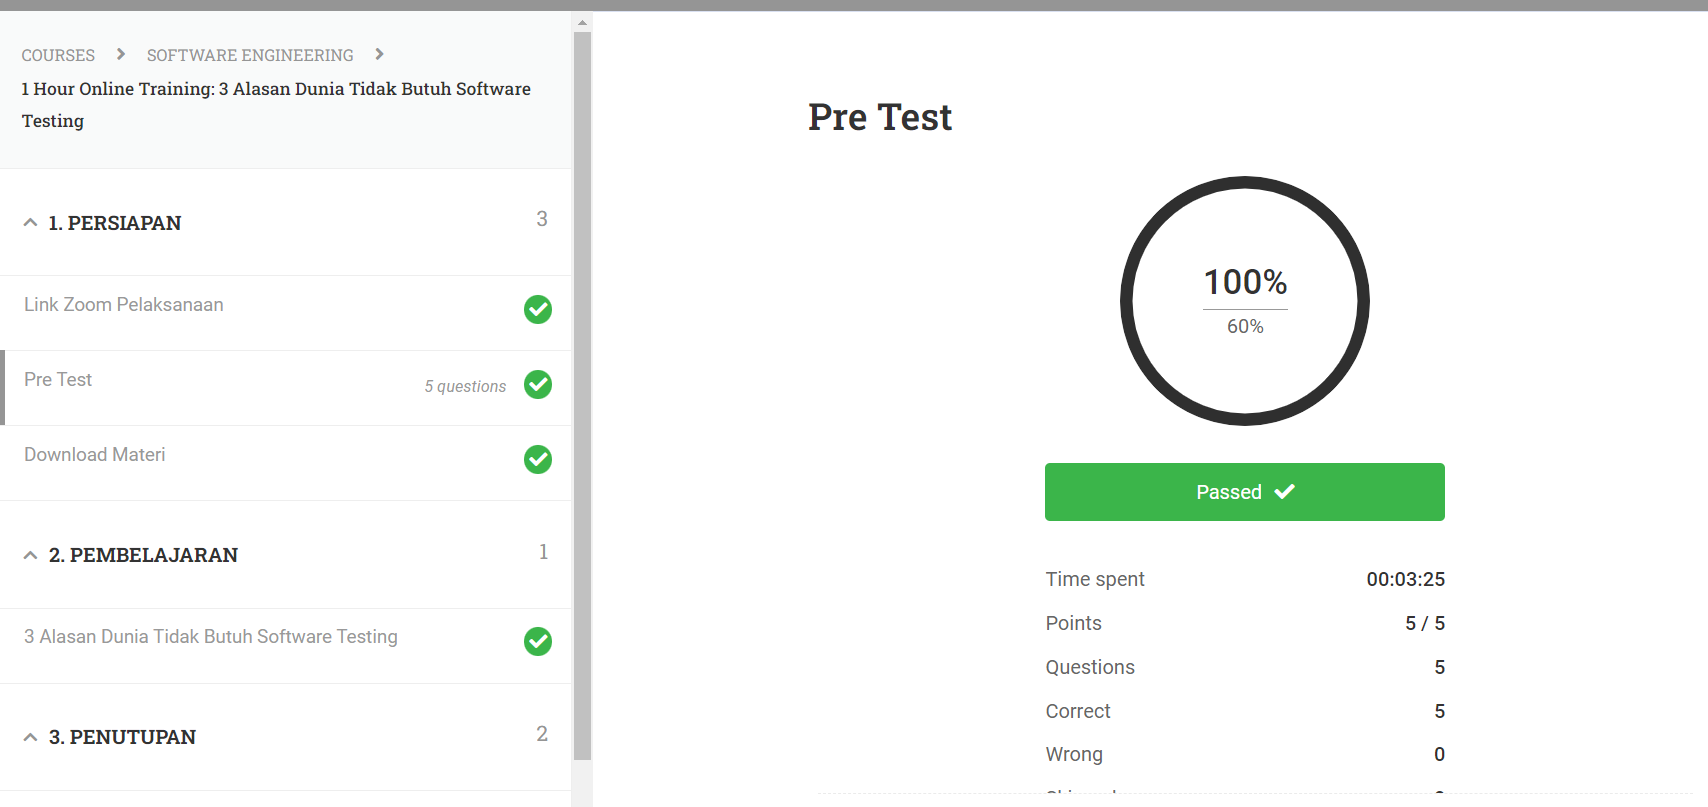 COURSES
SOFTWARE ENGINEERING
1 Hour Online Training: 3 Alasan Dunia Tidak Butuh Software
Testing
1. PERSIAPAN 3
Link Zoom Pelaksanaan
Pre Test 5 questions
Download Materi
2. PEMBELAJARAN 1
3 Alasan Dunia Tidak Butuh Software Testing
3. PENUTUPAN 2
Pre Test
100%
60%
Passed
Time spent 00:03:25
Points 5 / 5
Questions 5
Correct 5
Wrong 0